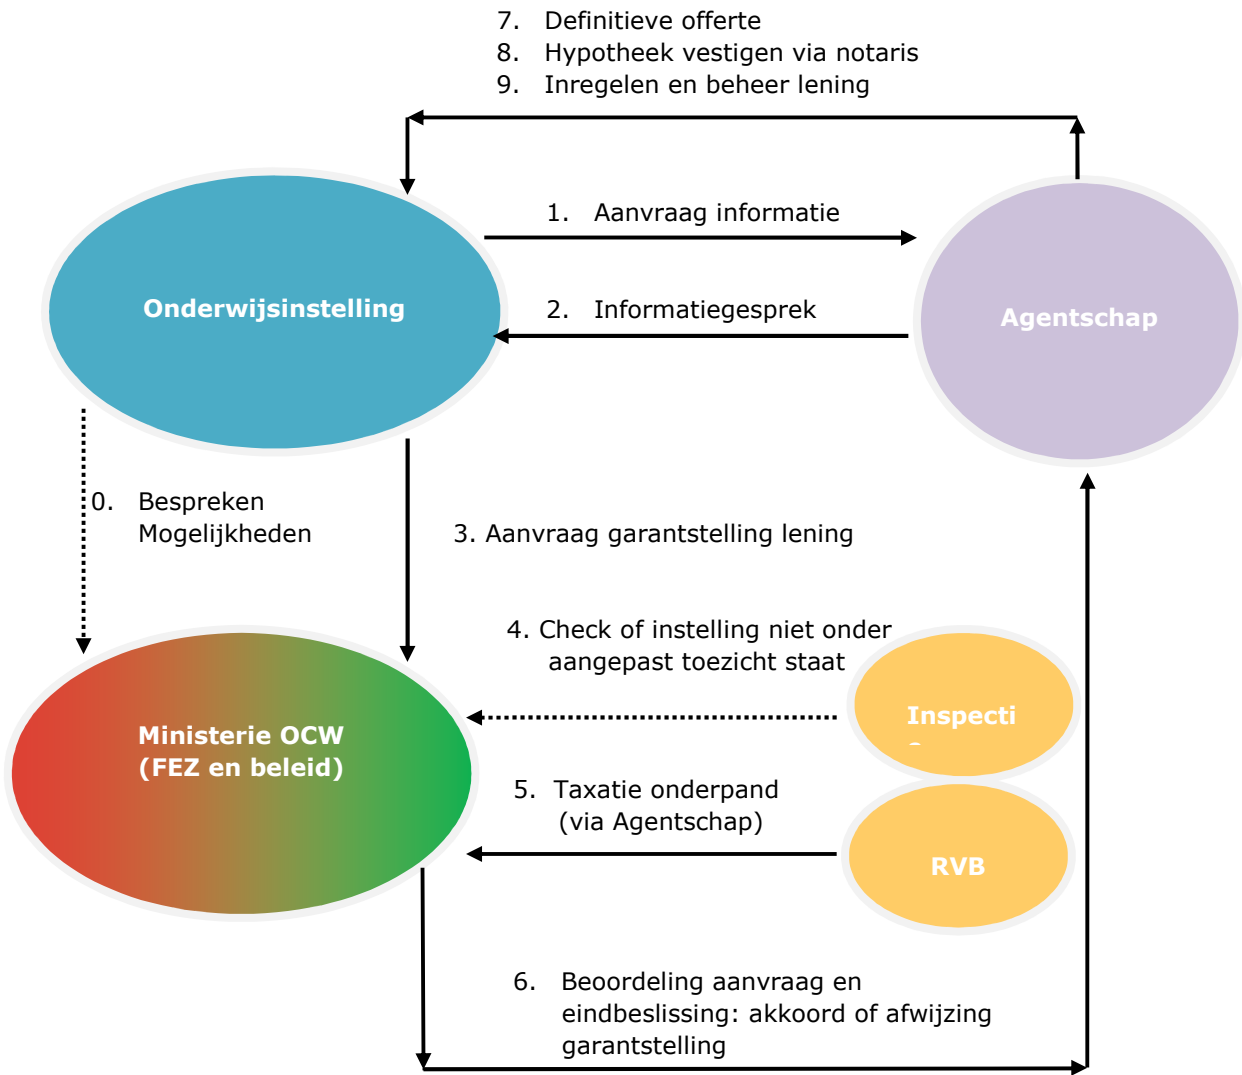 7. Definitieve offerte
8. Hypotheek vestigen via notaris
9. Inregelen en beheer lening
1. Aanvraag informatie
Onderwijsinstelling
2. Informatiegesprek
Agentschap
0. Bespreken
Mogelijkheden
3. Aanvraag garantstelling lening
4. Check of instelling niet onder
aangepast toezicht staat
Inspecti
Ministerie OCW
(FEZ en beleid)
5. Taxatie onderpand
(via Agentschap)
RVB
6. Beoordeling aanvraag en
eindbeslissing: akkoord of afwijzing
garantstelling